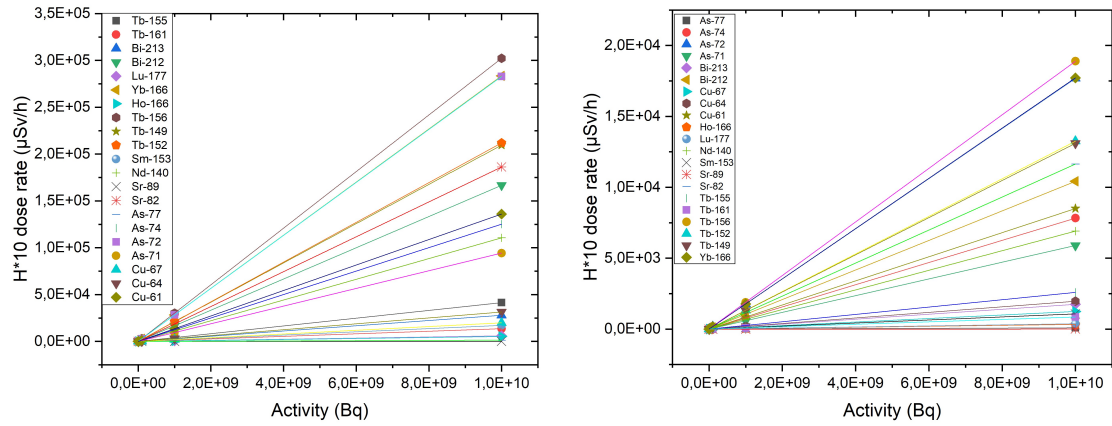 3,5E+05
3,0E+05
2,5E+05
2,0E+05
1,5E+05
1,0E+05
5,0E+04
0,0E+00
H*10 dose rate (µSv/h)
Tb-155
Tb-161
Bi-213
Bi-212
Lu-177
Yb-166
Ho-166
Tb-156
Tb-149
Tb-152
Sm-153
Nd-140
Sr-89
Sr-82
As-77
As-74
As-72
As-71
Cu-67
Cu-64
Cu-61
0,0E+00 2,0E+09 4,0E+09 6,0E+09 8,0E+09 1,0E+10
Activity (Bq)
2,0E+04
1,5E+04
1,0E+04
5,0E+03
0,0E+00
H*10 dose rate (µSv/h)
As-77
As-74
As-72
As-71
Bi-213
Bi-212
Cu-67
Cu-64
Cu-61
Ho-166
Lu-177
Nd-140
Sm-153
Sr-89
Sr-82
Tb-155
Tb-161
Tb-156
Tb-152
Tb-149
Yb-166
0,0E+00 2,0E+09 4,0E+09 6,0E+09 8,0E+09 1,0E+10
Activity (Bq)